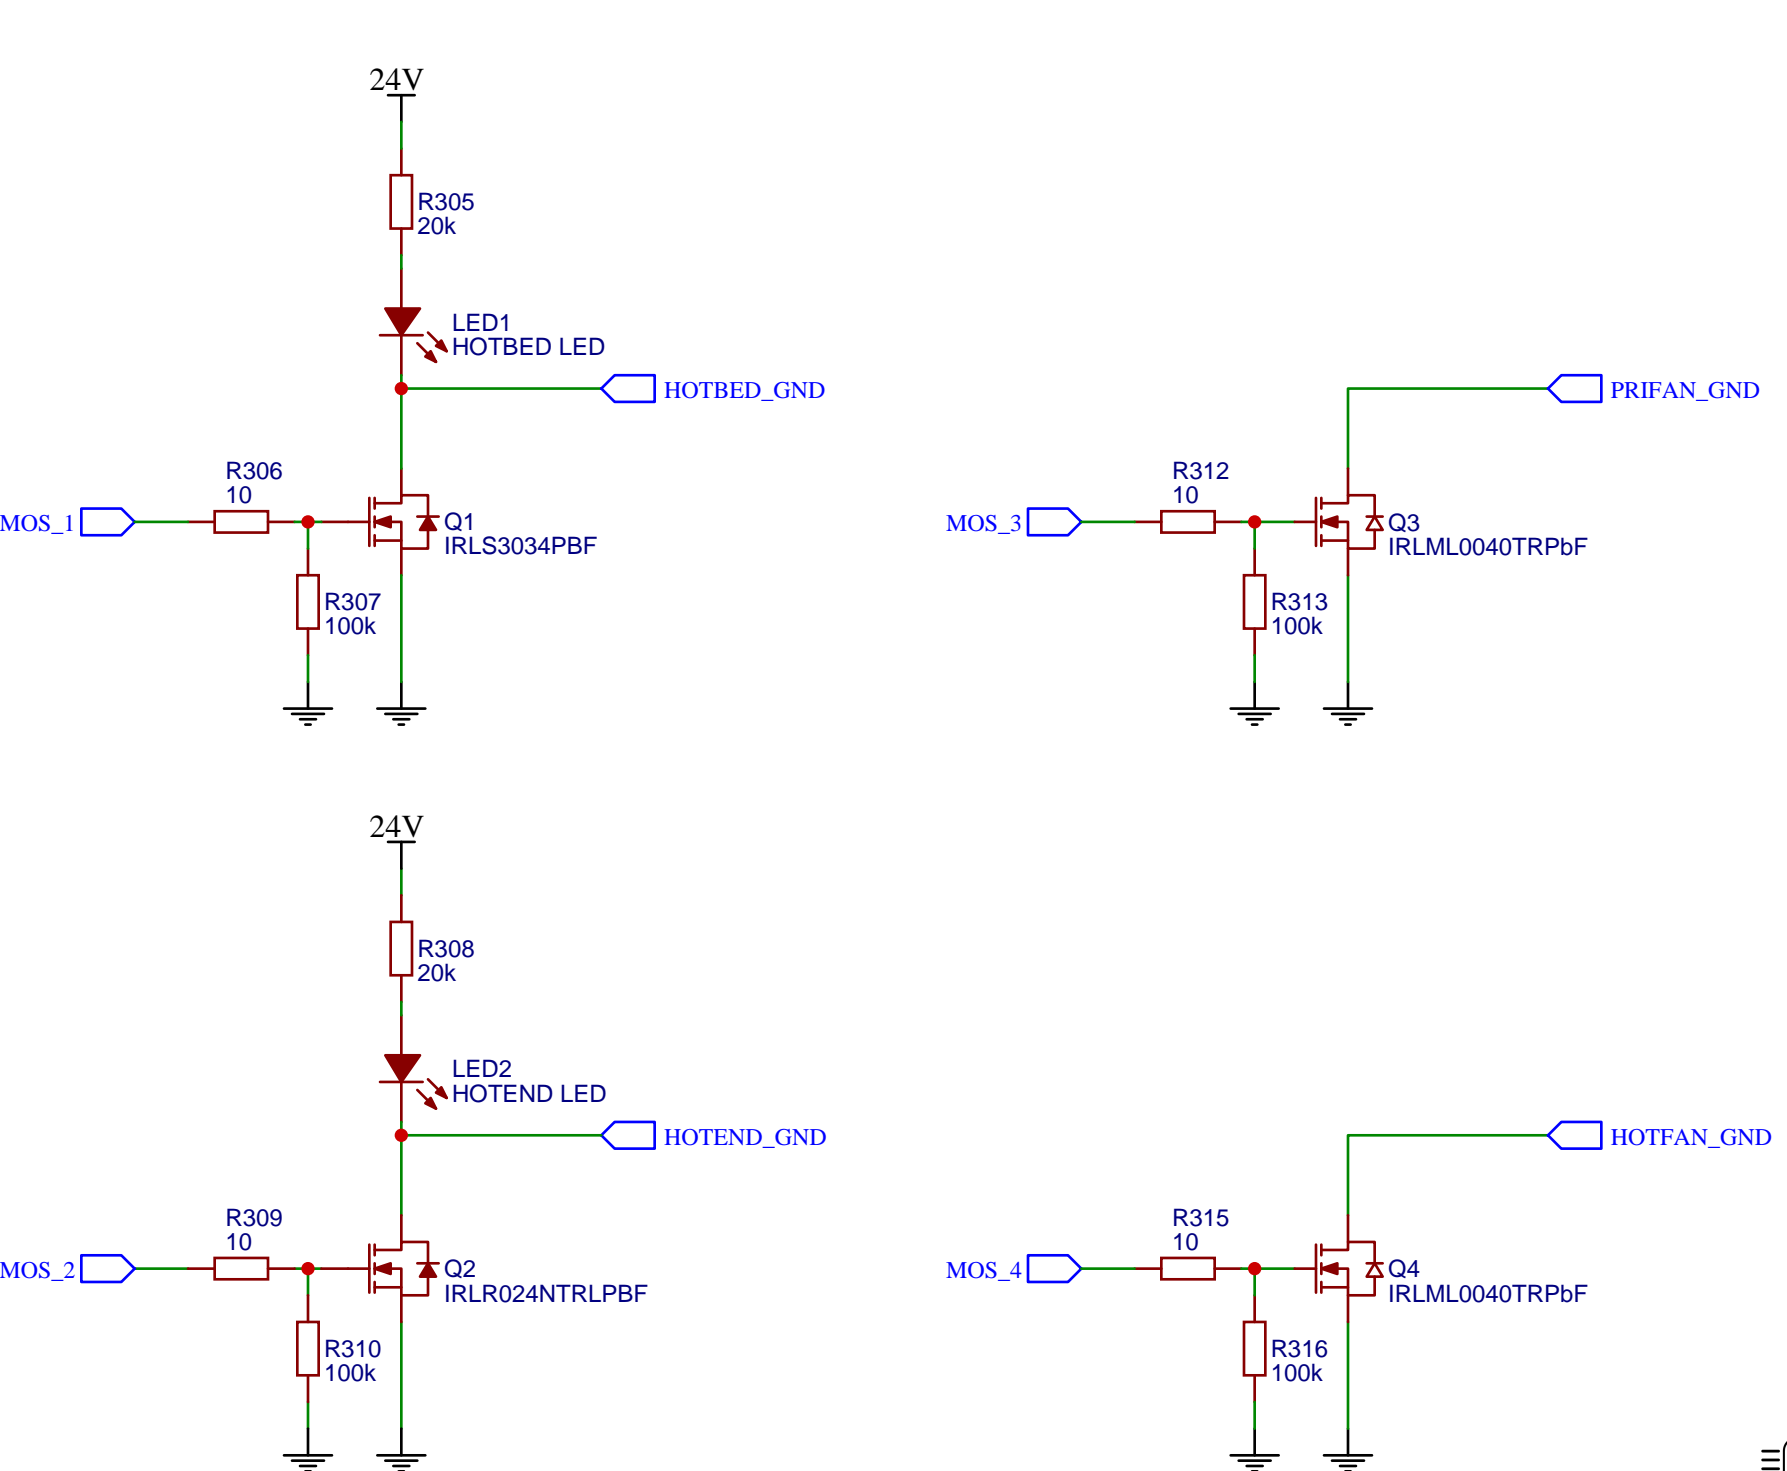 24V
R305
20k
LED1
HOTBED LED
HOTBED_GND
R306
10
MOS_1
Q1
IRLS3034PBF
R307
100k
PRIFAN_GND
R312
10
MOS_3
Q3
IRLML0040TRPbF
R313
100k
24V
R308
20k
LED2
HOTEND LED
HOTEND_GND
R309
10
MOS_2
Q2
IRLR024NTRLPBF
R310
100k
HOTFAN_GND
R315
10
MOS_4
Q4
IRLML0040TRPbF
R316
100k